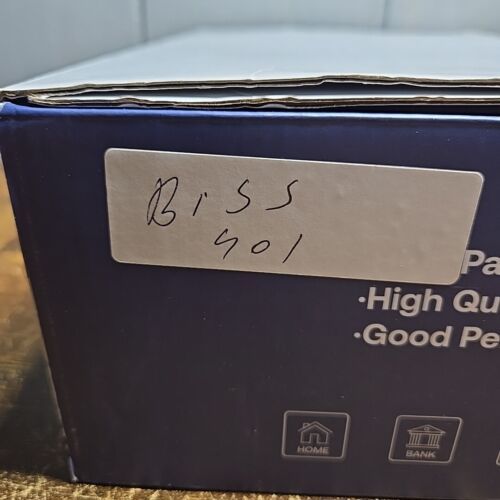 BISS
401
Pa
·High Qu
·Good Pe
HOME
BANK